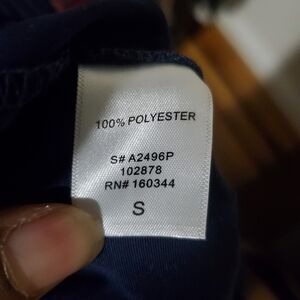 100% POLYESTER
S# A2496P
102878
RN# 160344
S